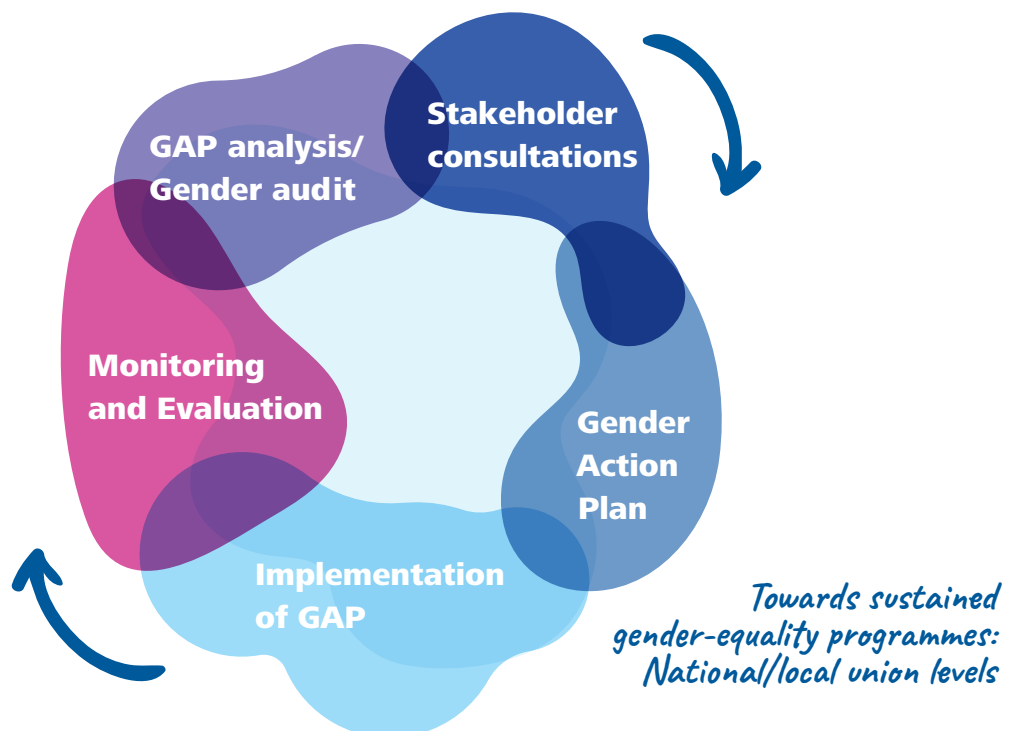 GAP analysis/
Gender audit
Stakeholder
consultations
Gender
Action
Plan
Implementation
of GAP
Monitoring
and Evaluation
Towards sustained
gender-equality programmes:
National/local union levels